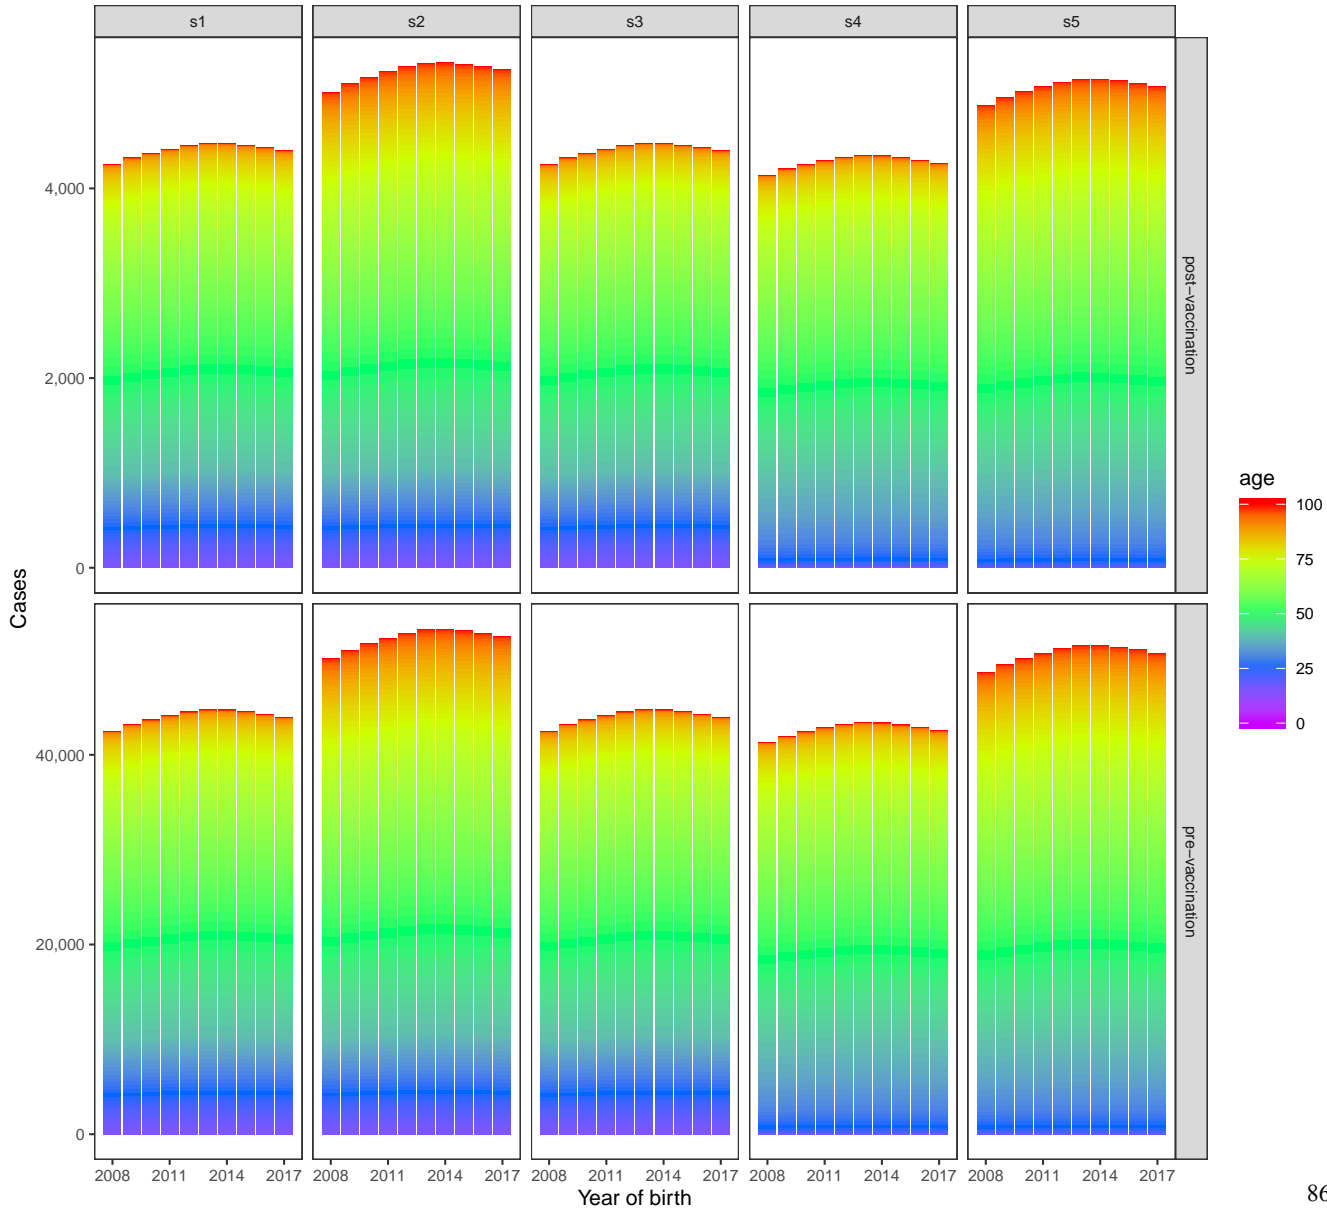 s1 s2 s3 s4 s5
4,000
2,000
0
post−vaccination
Cases
40,000
20,000
0
pre−vaccination
2008 2011 2014 2017 2008 2011 2014 2017 2008 2011 2014 2017 2008 2011 2014 2017 2008 2011 2014 2017
Year of birth
age
100
75
50
25
0
86